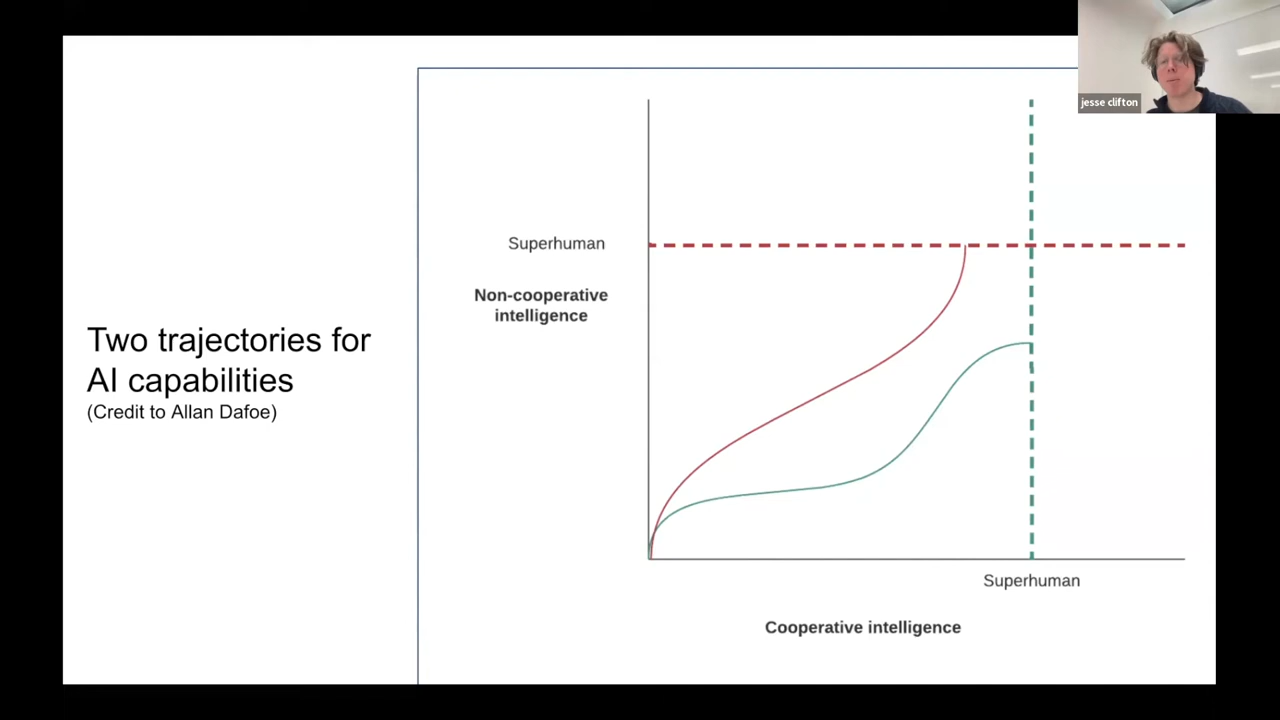 jesse clifton
Two trajectories for
AI capabilities
(Credit to Allan Dafoe)
Superhuman
Non-cooperative
intelligence
Superhuman
Cooperative intelligence